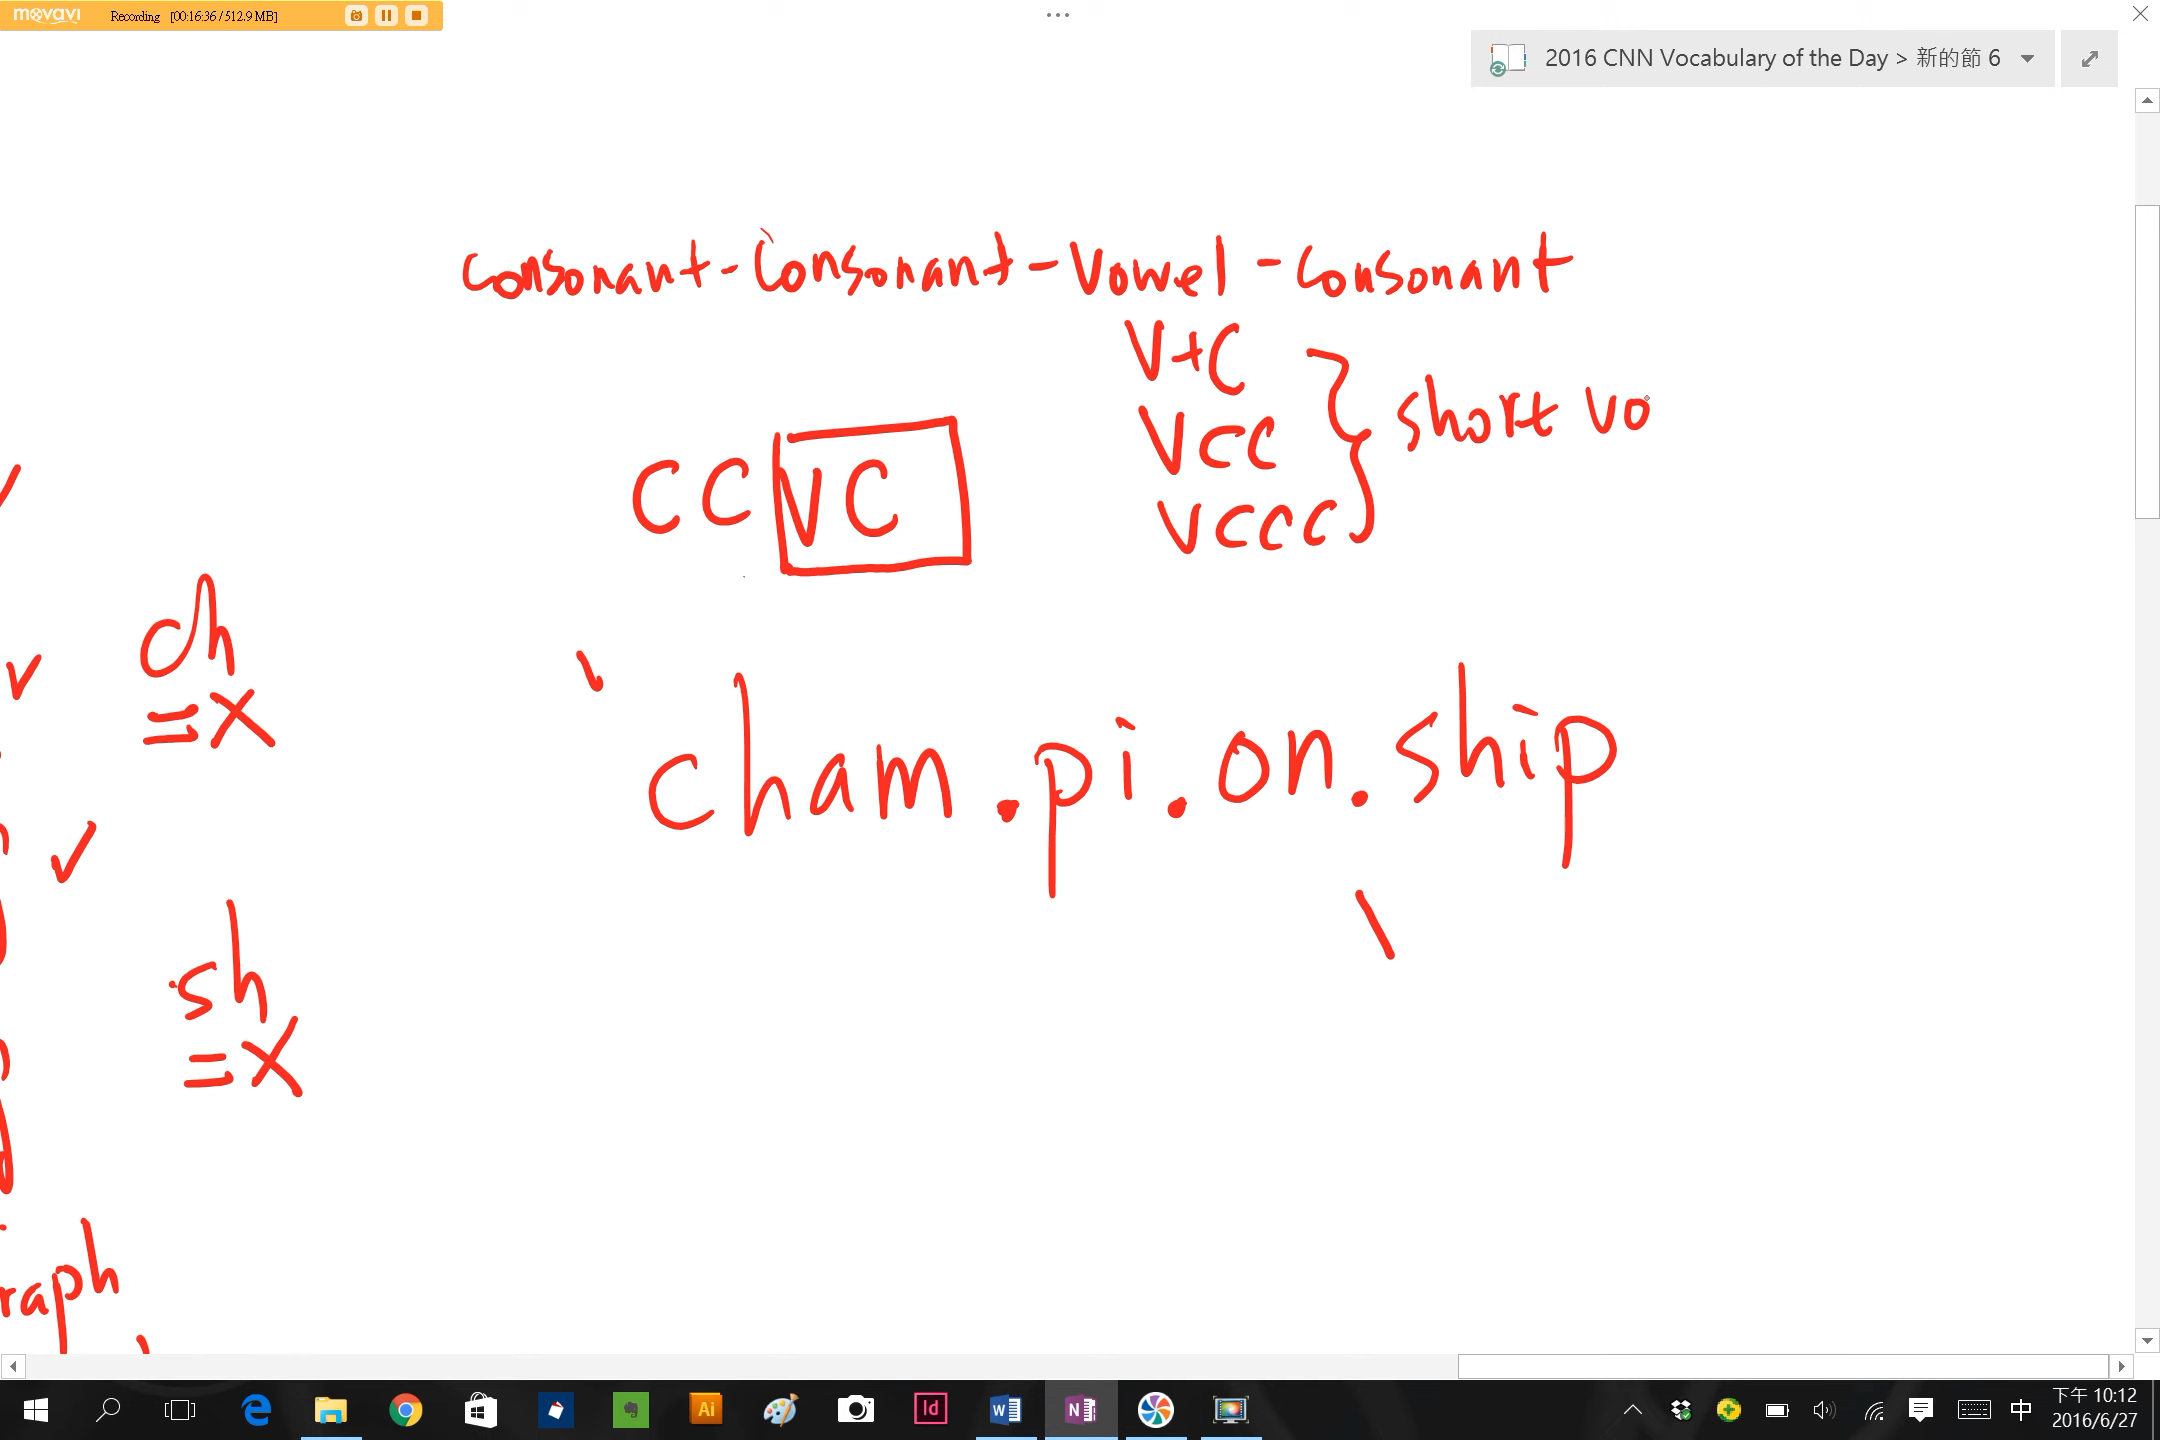 movavi Recording [00:16:36 / 512.9 MB]
2016 CNN Vocabulary of the Day > 新的節 6
Consonant-Consonant-Vowel-Consonant
V+C
VCC
VCCC
short vo
CCVC
ch
=X
cham.pi.on.ship
sh
=X
raph
Ai
Id
中
下午 10:12
2016/6/27